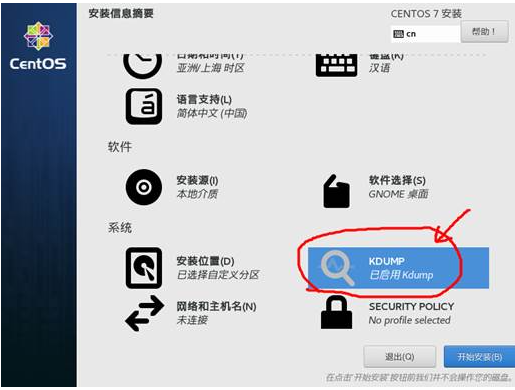 安装信息摘要
CENTOS 7 安装
cn
帮助！
CentOS
日期和时间(T)
亚洲/上海 时区
键盘(K)
汉语
语言支持(L)
简体中文 (中国)
软件
安装源(I)
本地介质
软件选择(S)
GNOME 桌面
系统
安装位置(D)
已选择自定义分区
KDUMP
已启用 Kdump
网络和主机名(N)
未连接
SECURITY POLICY
No profile selected
退出(Q)
开始安装(B)
在点击'开始安装'按钮前我们并不会操作您的磁盘。